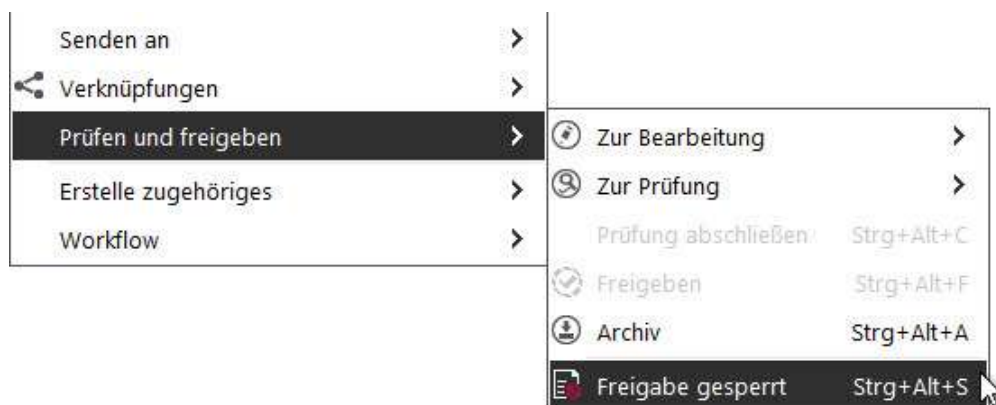 Senden an
Verknüpfungen
Prüfen und freigeben
Erstelle zugehöriges
Workflow
Zur Bearbeitung
Zur Prüfung
Prüfung abschließen Strg+Alt+C
Freigeben Strg+Alt+F
Archiv Strg+Alt+A
Freigabe gesperrt Strg+Alt+S